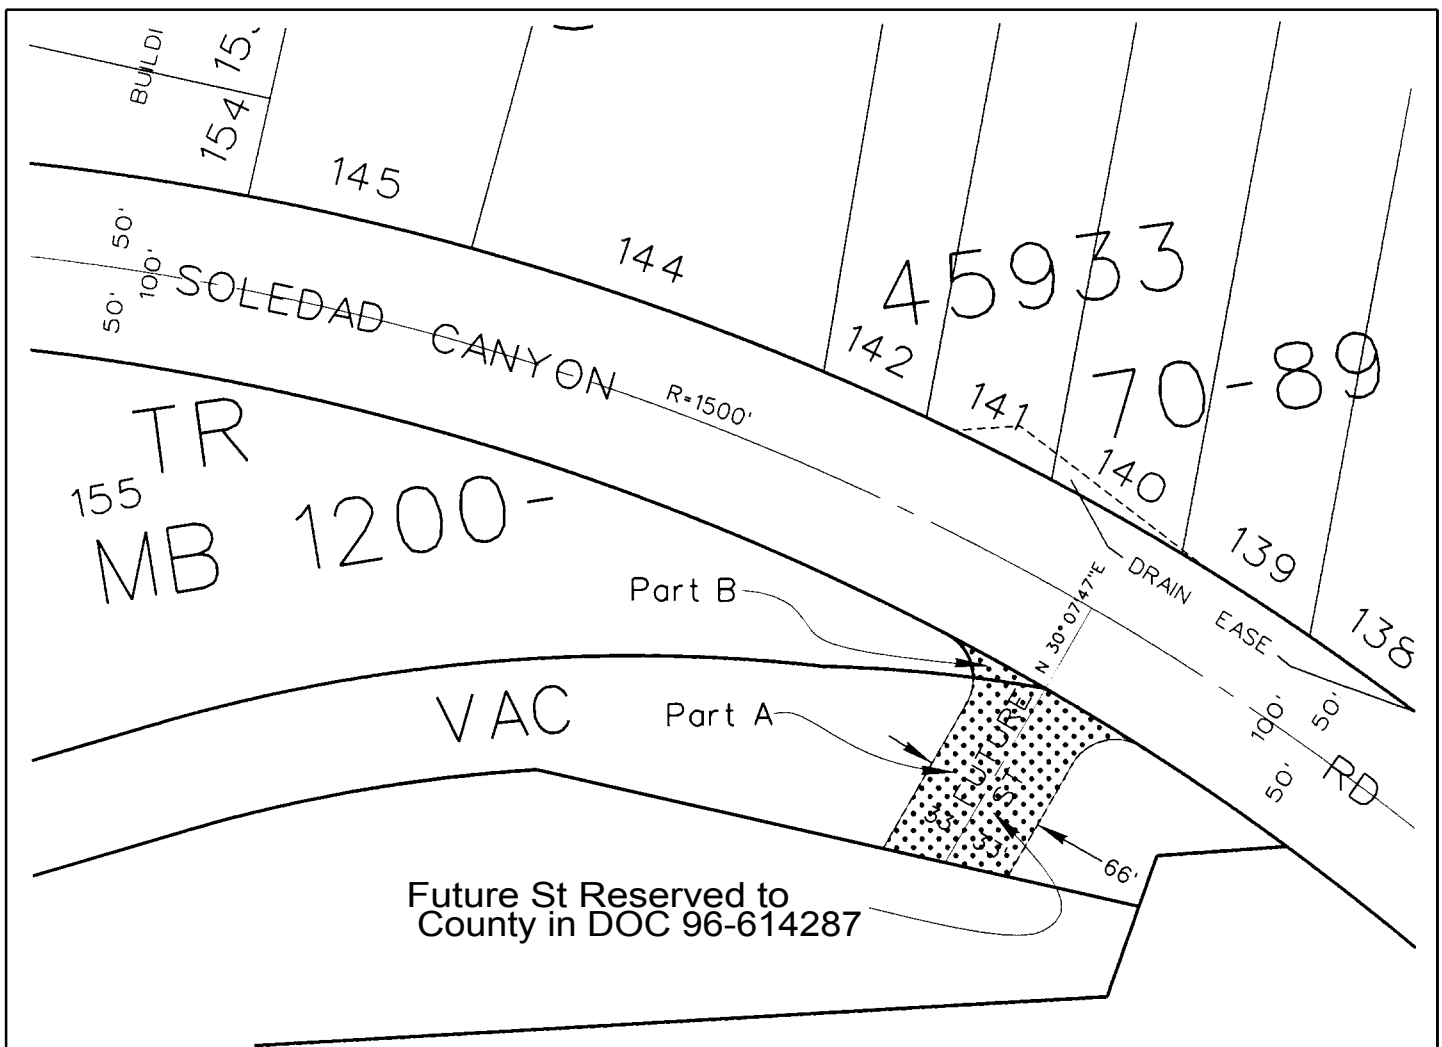 BUILDI
154
145
144
142
141
140
139
138
45933
70-89
50'
100'
50'
SOLEDAD CANYON
R=1500'
TR
155
MB 1200-
DRAIN EASE
N 30°07'47"E
Part B
VAC
Part A
FUTURE
ST
33'
33'
66'
50'
100'
50'
RD
Future St Reserved to
County in DOC 96-614287